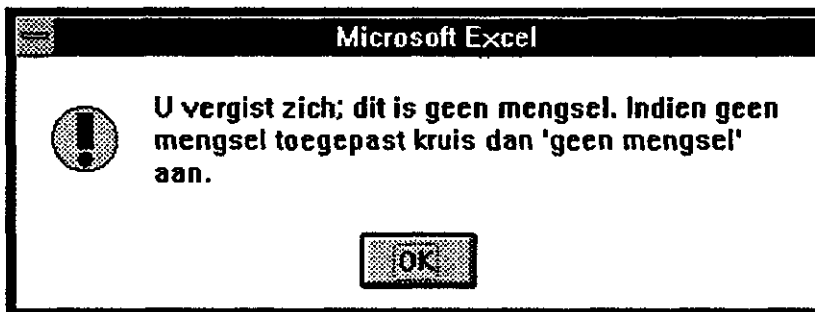 Microsoft Excel
U vergist zich; dit is geen mengsel. Indien geen
mengsel toegepast kruis dan 'geen mengsel'
aan.
OK